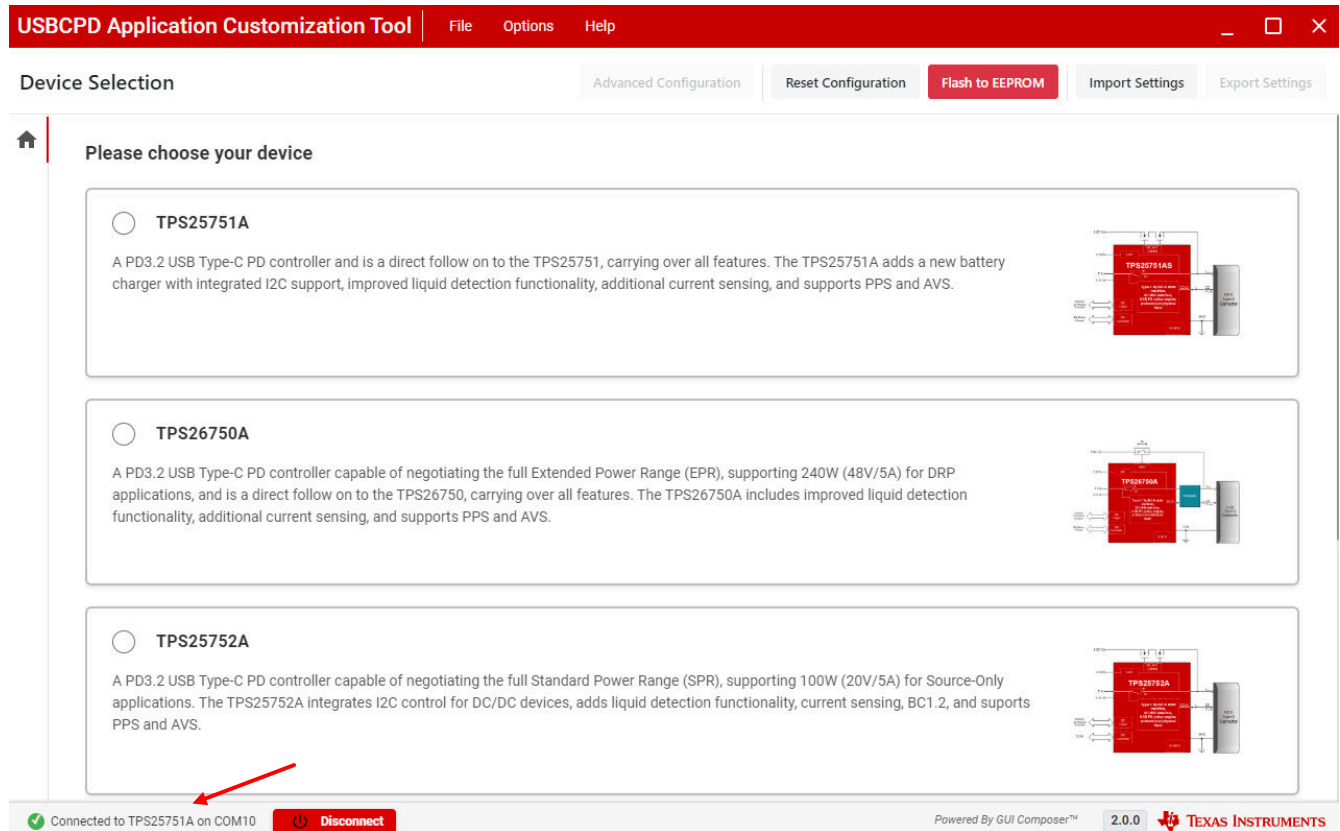 USBCPD Application Customization Tool File Options Help
Device Selection Advanced Configuration Reset Configuration Flash to EEPROM Import Settings Export Settings
Please choose your device
TPS25751A
A PD3.2 USB Type-C PD controller and is a direct follow on to the TPS25751, carrying over all features. The TPS25751A adds a new battery
charger with integrated I2C support, improved liquid detection functionality, additional current sensing, and supports PPS and AVS.
TPS25751AS
TPS26750A
A PD3.2 USB Type-C PD controller capable of negotiating the full Extended Power Range (EPR), supporting 240W (48V/5A) for DRP
applications, and is a direct follow on to the TPS26750, carrying over all features. The TPS26750A includes improved liquid detection
functionality, additional current sensing, and supports PPS and AVS.
TPS26750A
TPS25752A
A PD3.2 USB Type-C PD controller capable of negotiating the full Standard Power Range (SPR), supporting 100W (20V/5A) for Source-Only
applications. The TPS25752A integrates I2C control for DC/DC devices, adds liquid detection functionality, current sensing, BC1.2, and suports
PPS and AVS.
TPS25752A
Connected to TPS25751A on COM10 Disconnect Powered By GUI Composer™ 2.0.0 TEXAS INSTRUMENTS